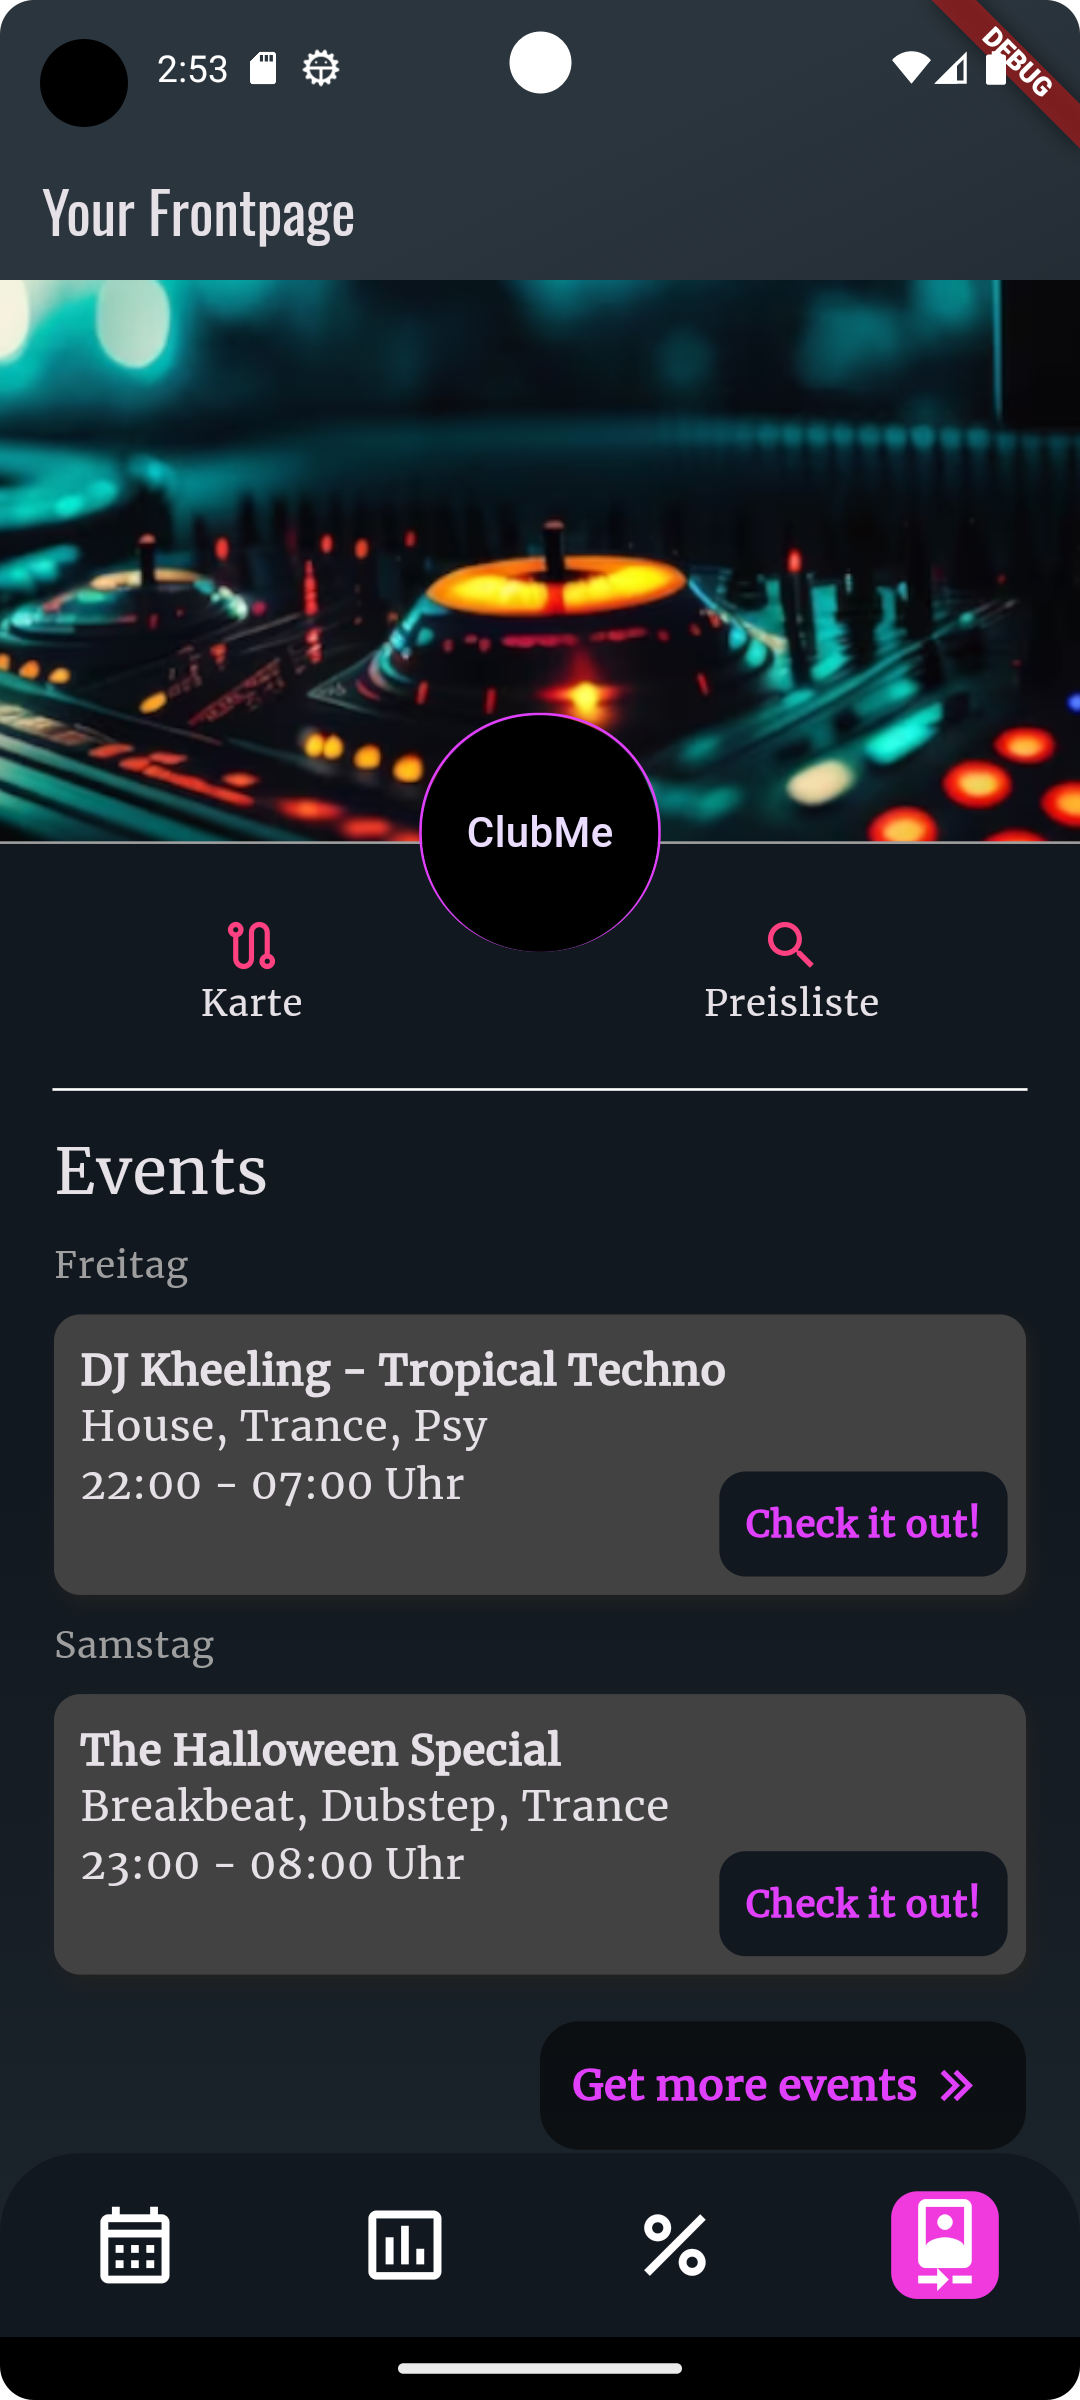 2:53
DEBUG
Your Frontpage
ClubMe
Karte
Preisliste
Events
Freitag
DJ Kheeling - Tropical Techno
House, Trance, Psy
22:00 - 07:00 Uhr
Check it out!
Samstag
The Halloween Special
Breakbeat, Dubstep, Trance
23:00 - 08:00 Uhr
Check it out!
Get more events